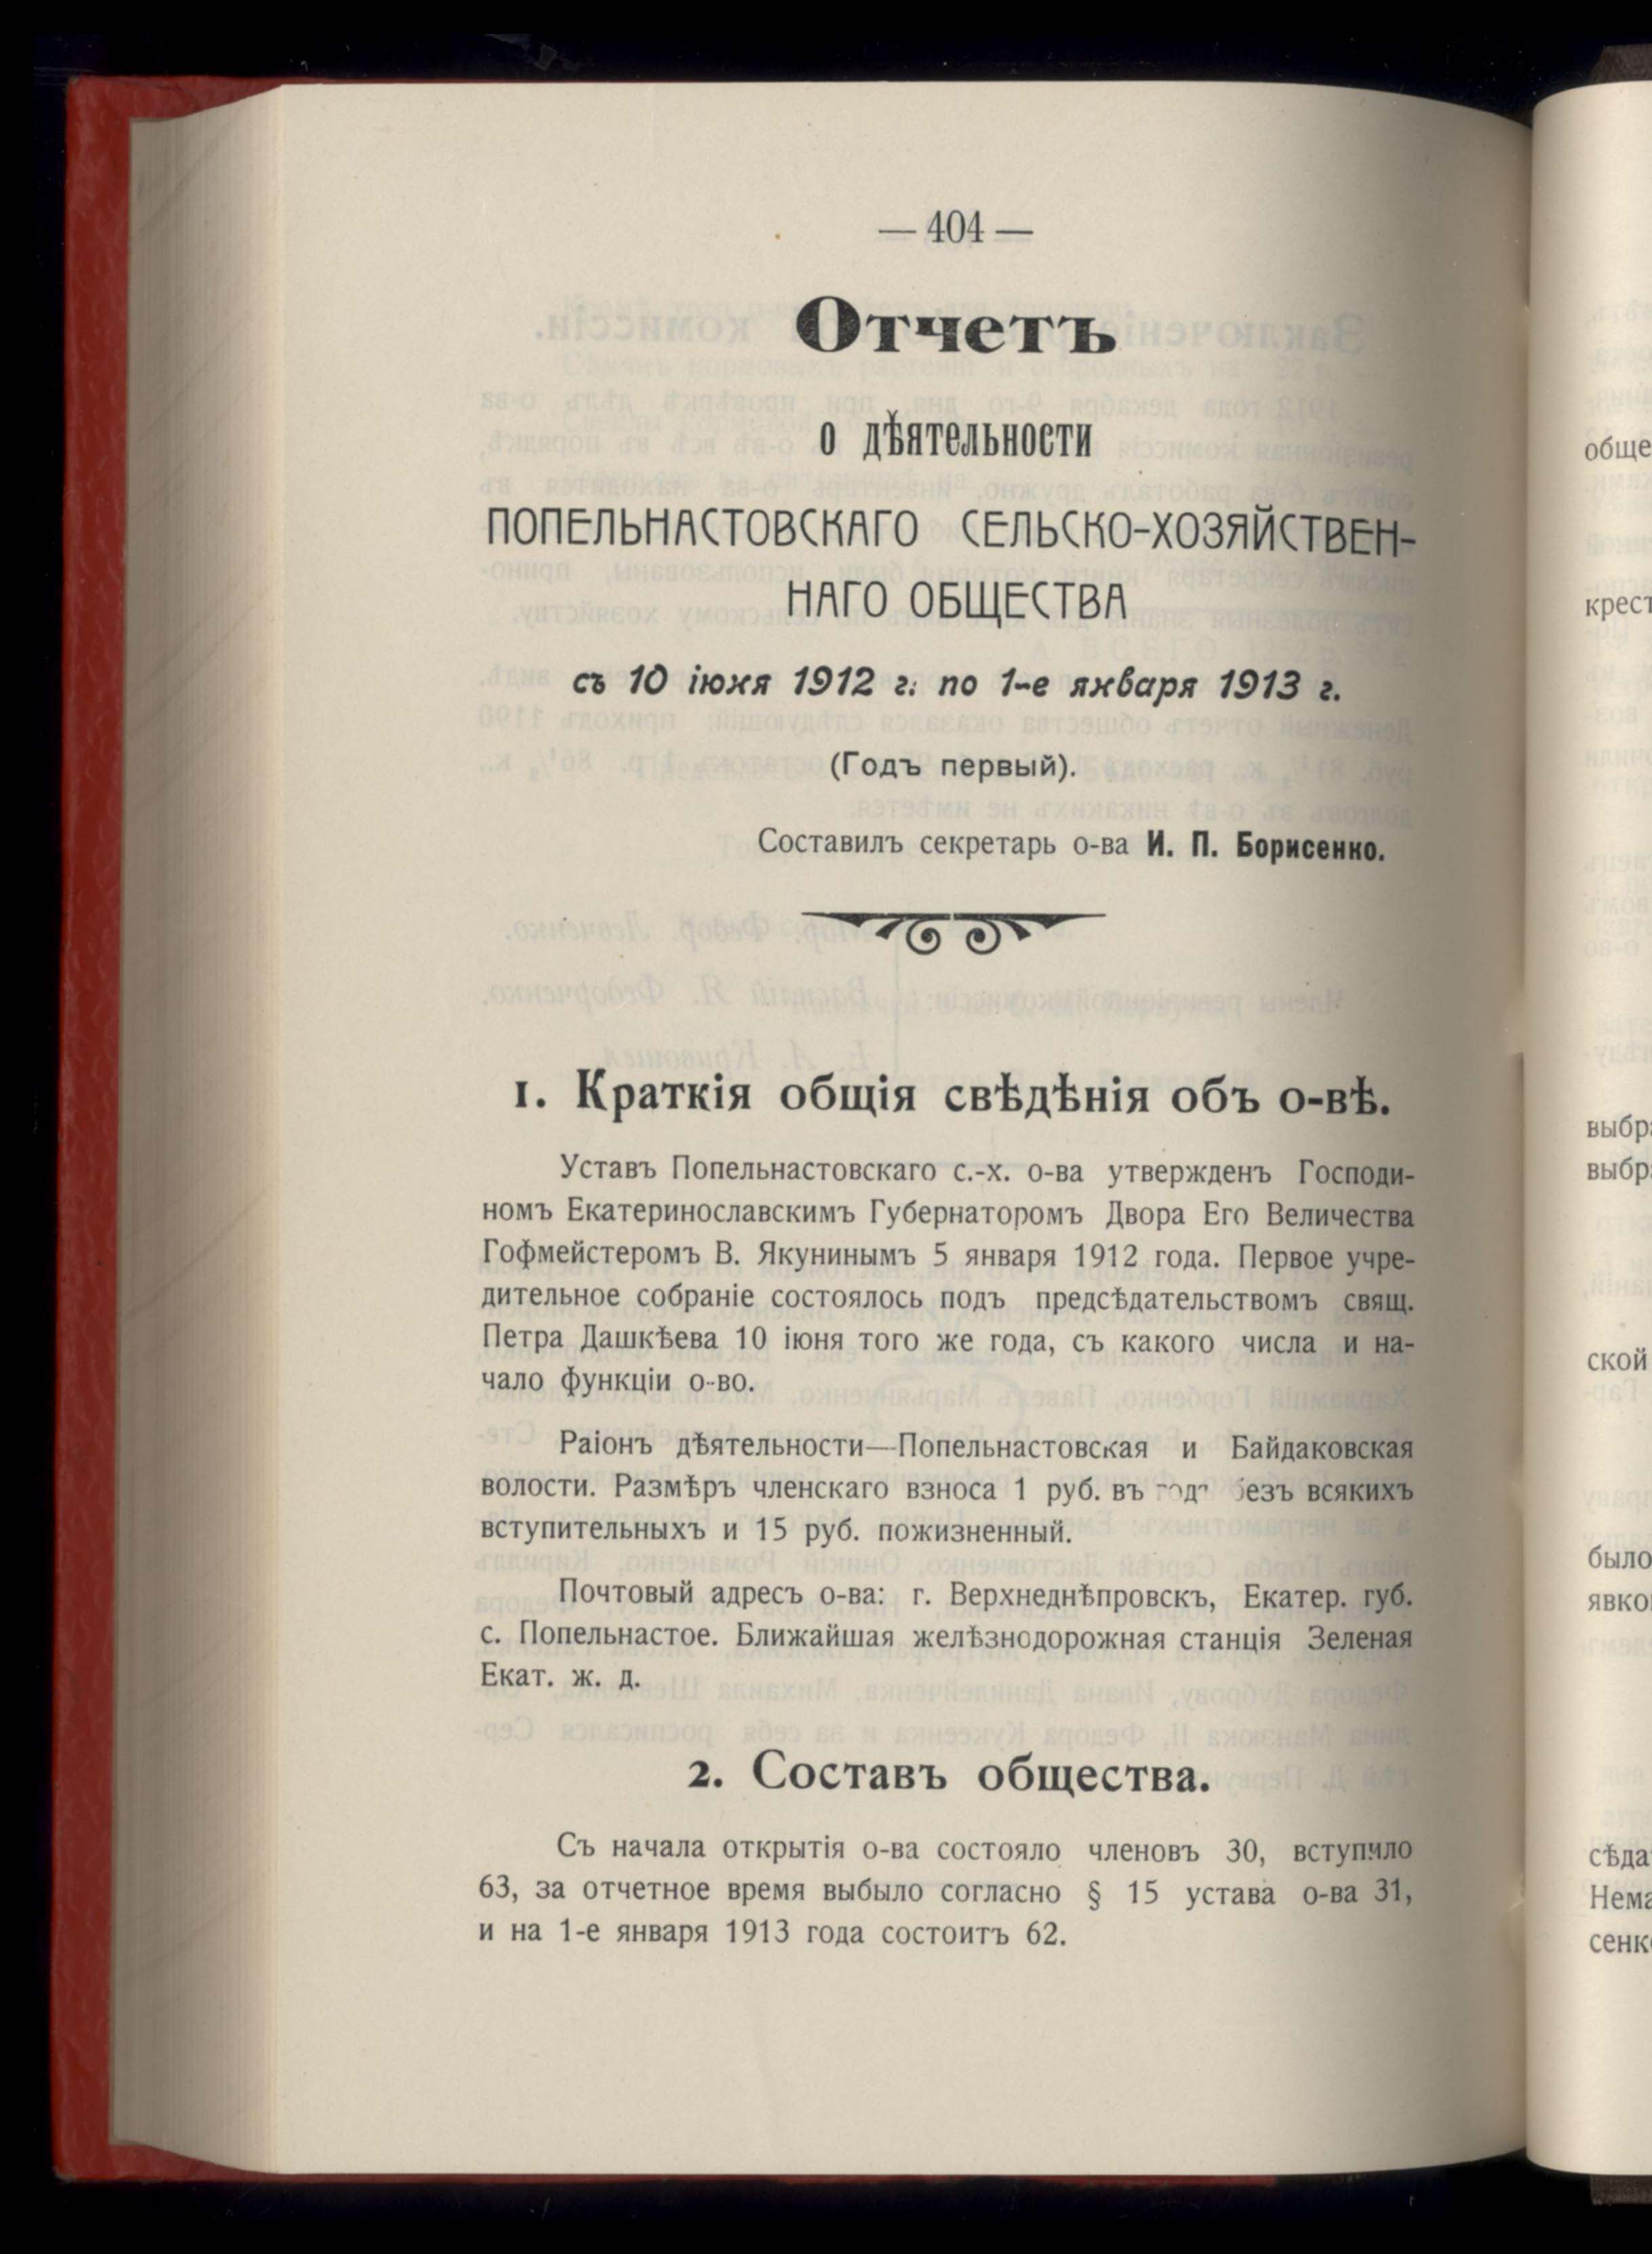 — 404 —
Отчетъ
о дѣятельности
ПОПЕЛЬНАСТОВСКАГО СЕЛЬСКО-ХОЗЯЙСТВЕН-
НАГО ОБЩЕСТВА
съ 10 іюня 1912 г. по 1-е января 1913 г.
(Годъ первый).
Составилъ секретарь о-ва И. П. Борисенко.
1. Краткія общія свѣдѣнія объ о-вѣ.
Уставъ Попельнастовскаго с.-х. о-ва утвержденъ Господи-
номъ Екатеринославскимъ Губернаторомъ Двора Его Величества
Гофмейстеромъ В. Якунинымъ 5 января 1912 года. Первое учре-
дительное собраніе состоялось подъ предсѣдательствомъ свящ.
Петра Дашкѣева 10 іюня того же года, съ какого числа и на-
чало функціи о-во.
Раіонъ дѣятельности—Попельнастовская и Байдаковская
волости. Размѣръ членскаго взноса 1 руб. въ годъ безъ всякихъ
вступительныхъ и 15 руб. пожизненный.
Почтовый адресъ о-ва: г. Верхнеднѣпровскъ, Екатер. губ.
с. Попельнастое. Ближайшая желѣзнодорожная станція Зеленая
Екат. ж. д.
2. Составъ общества.
Съ начала открытія о-ва состояло членовъ 30, вступило
63, за отчетное время выбыло согласно § 15 устава о-ва 31,
и на 1-е января 1913 года состоитъ 62.
обще
крест
выбра
выбр
ской
было
явко
сѣда
Нема
сенк